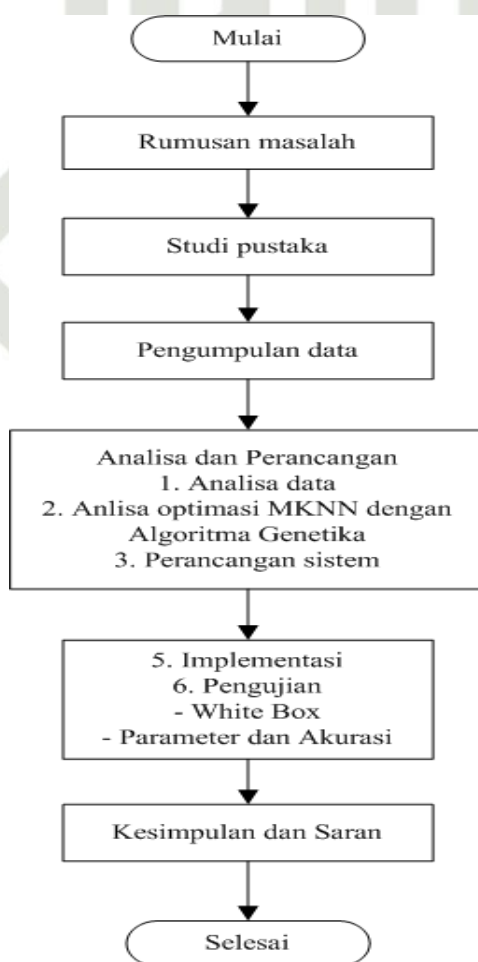 Mulai
Rumusan masalah
Studi pustaka
Pengumpulan data
Analisa dan Perancangan
1. Analisa data
2. Anlisa optimasi MKNN dengan
Algoritma Genetika
3. Perancangan sistem
5. Implementasi
6. Pengujian
- White Box
- Parameter dan Akurasi
Kesimpulan dan Saran
Selesai